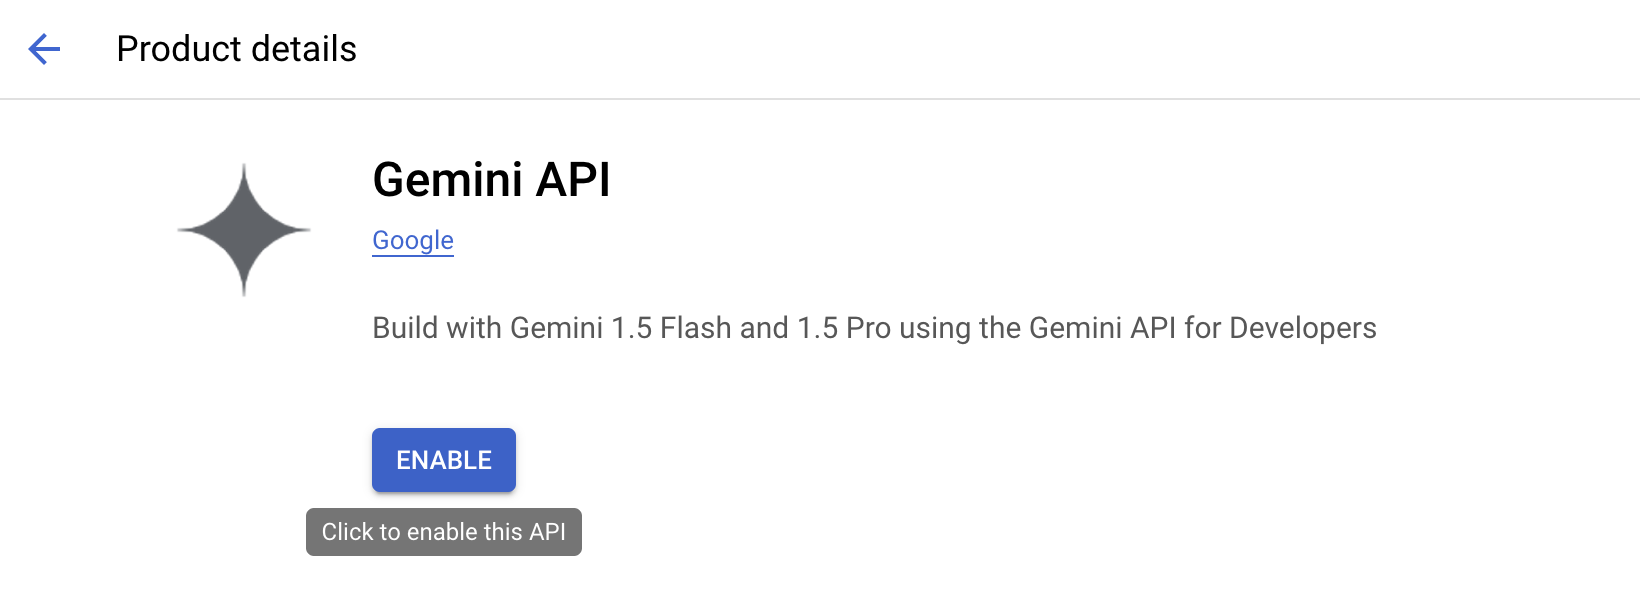 Product details
Gemini API
Google
Build with Gemini 1.5 Flash and 1.5 Pro using the Gemini API for Developers
ENABLE
Click to enable this API